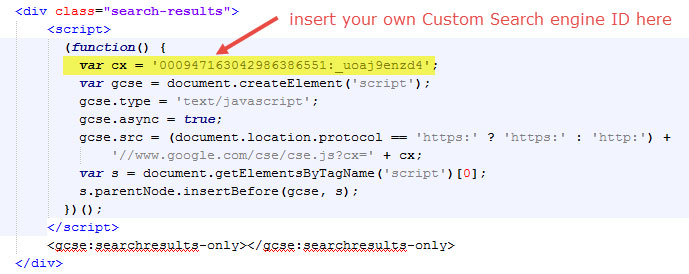 <div class="search-results">
insert your own Custom Search engine ID here
<script>
(function() {
var cx = '000947163042986386551:_uoaj9enzd4';
var gcse = document.createElement('script');
gcse.type = 'text/javascript';
gcse.async = true;
gcse.src = (document.location.protocol == 'https:' ? 'https:' : 'http:') +
'//www.google.com/cse/cse.js?cx=' + cx;
var s = document.getElementsByTagName('script')[0];
s.parentNode.insertBefore(gcse, s);
})();
</script>
<gcse:searchresults-only></gcse:searchresults-only>
</div>